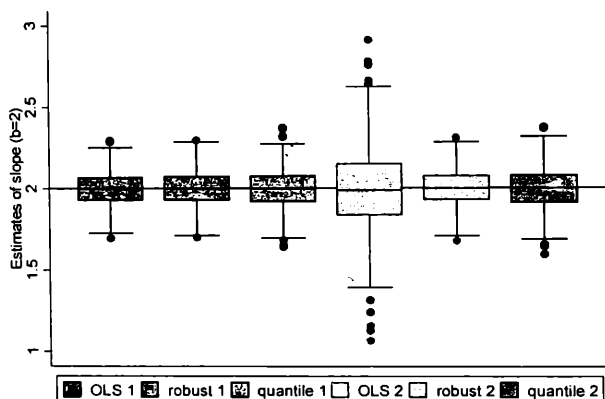 3
2.5
2
1.5
1
Estimates of slope (b=2)
OLS 1 robust 1 quantile 1 OLS 2 robust 2 quantile 2